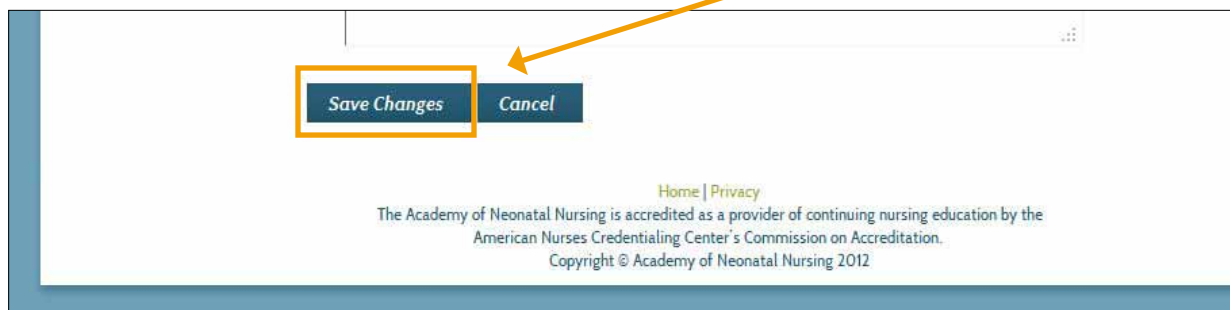 Save Changes Cancel
Home | Privacy
The Academy of Neonatal Nursing is accredited as a provider of continuing nursing education by the
American Nurses Credentialing Center's Commission on Accreditation.
Copyright © Academy of Neonatal Nursing 2012